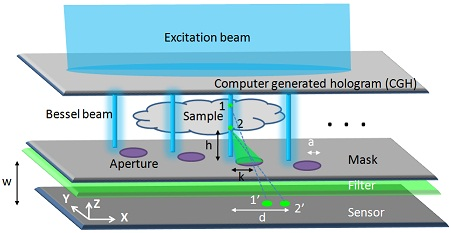 Excitation beam
Computer generated hologram (CGH)
Bessel beam
1
Sample
2
h
a
Aperture
Mask
k
Filter
w
Y
Z
X
1’
2’
d
Sensor